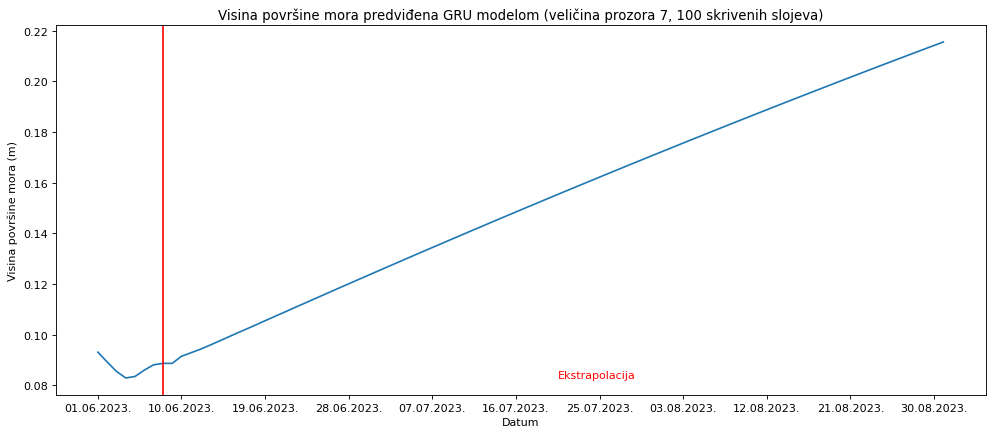 Visina površine mora predviđena GRU modelom (veličina prozora 7, 100 skrivenih slojeva)
Visina površine mora (m)
0.22
0.20
0.18
0.16
0.14
0.12
0.10
0.08
Ekstrapolacija
01.06.2023. 10.06.2023. 19.06.2023. 28.06.2023. 07.07.2023. 16.07.2023. 25.07.2023. 03.08.2023. 12.08.2023. 21.08.2023. 30.08.2023.
Datum